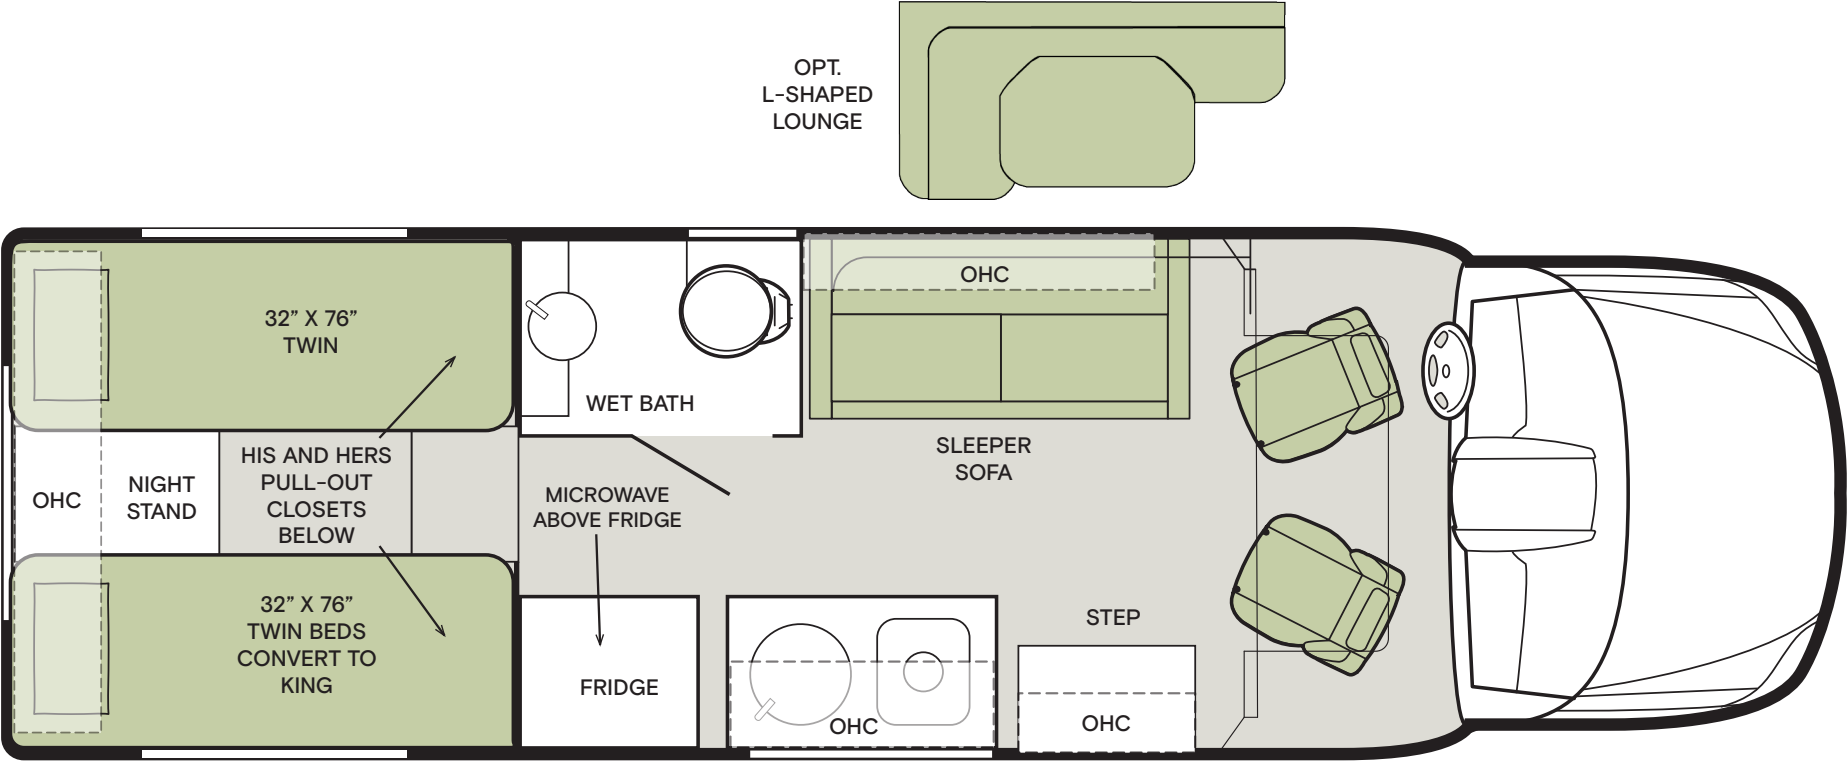 OPT.
L-SHAPED
LOUNGE
32” X 76”
TWIN
WET BATH
OHC
SLEEPER
SOFA
OHC
NIGHT
STAND
HIS AND HERS
PULL-OUT
CLOSETS
BELOW
MICROWAVE
ABOVE FRIDGE
32” X 76”
TWIN BEDS
CONVERT TO
KING
FRIDGE
OHC
STEP
OHC